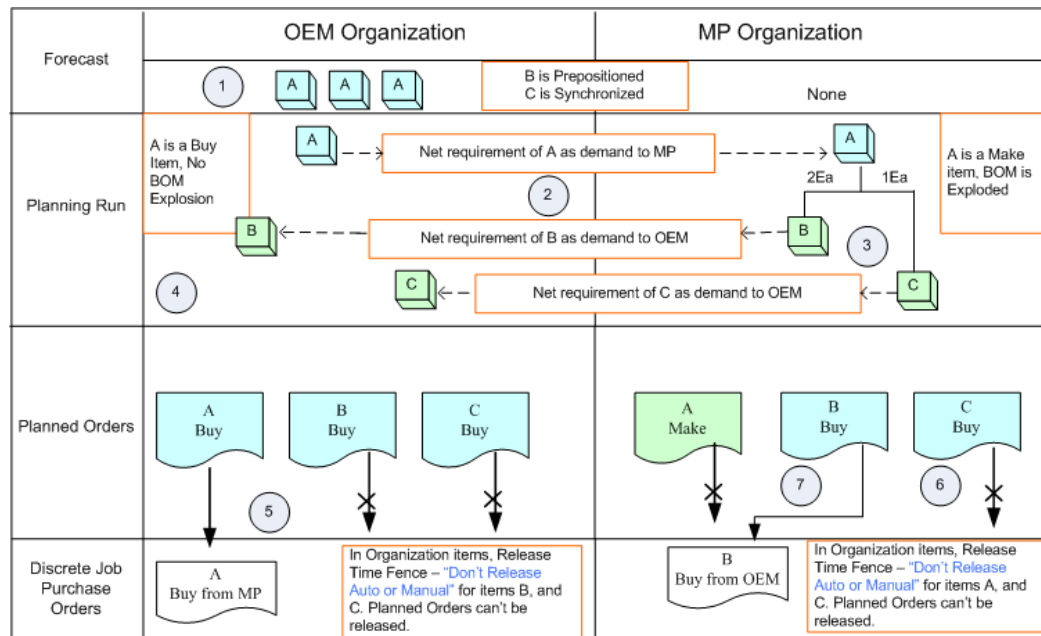 OEM Organization
MP Organization
Forecast
1
A
A
A
B is Prepositioned
C is Synchronized
None
Planning Run
A is a Buy
Item, No
BOM
Explosion
A
Net requirement of A as demand to MP
A
A is a Make
item, BOM is
Exploded
2Ea
1Ea
2
B
Net requirement of B as demand to OEM
B
3
4
C
Net requirement of C as demand to OEM
C
Planned Orders
A
Buy
B
Buy
C
Buy
A
Make
B
Buy
C
Buy
5
7
6
Discrete Job
Purchase
Orders
A
Buy from MP
In Organization items, Release
Time Fence – “Don’t Release
Auto or Manual” for items B, and
C. Planned Orders can’t be
released.
B
Buy from OEM
In Organization items, Release
Time Fence – “Don’t Release
Auto or Manual” for items A, and
C. Planned Orders can’t be
released.